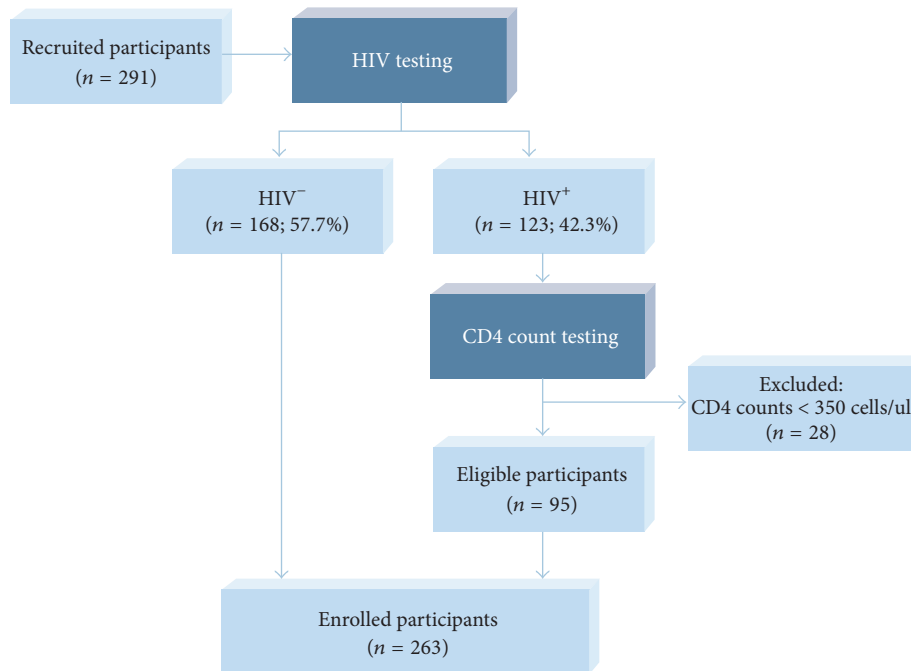 Recruited participants
(n = 291)
HIV testing
HIV⁻
(n = 168; 57.7%)
HIV⁺
(n = 123; 42.3%)
CD4 count testing
Excluded:
CD4 counts < 350 cells/ul
(n = 28)
Eligible participants
(n = 95)
Enrolled participants
(n = 263)